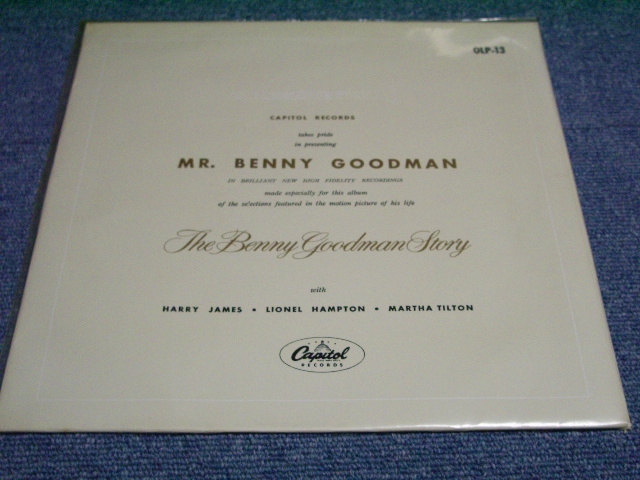 OLP-13
CAPITOL RECORDS
takes pride
in presenting
MR. BENNY GOODMAN
IN BRILLIANT NEW HIGH FIDELITY RECORDINGS
made especially for this album
of the selections featured in the motion picture of his life
The Benny Goodman Story
with
HARRY JAMES • LIONEL HAMPTON • MARTHA TILTON
Capitol
RECORDS